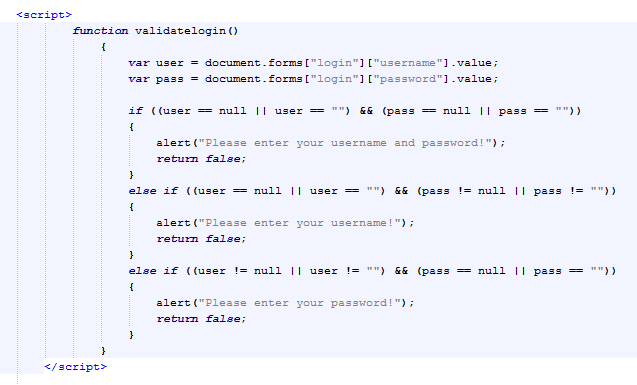 <script>
function validatelogin()
{
var user = document.forms["login"]["username"].value;
var pass = document.forms["login"]["password"].value;
if ((user == null || user == "") && (pass == null || pass == ""))
{
alert("Please enter your username and password!");
return false;
}
else if ((user == null || user == "") && (pass != null || pass != ""))
{
alert("Please enter your username!");
return false;
}
else if ((user != null || user != "") && (pass == null || pass == ""))
{
alert("Please enter your password!");
return false;
}
}
</script>